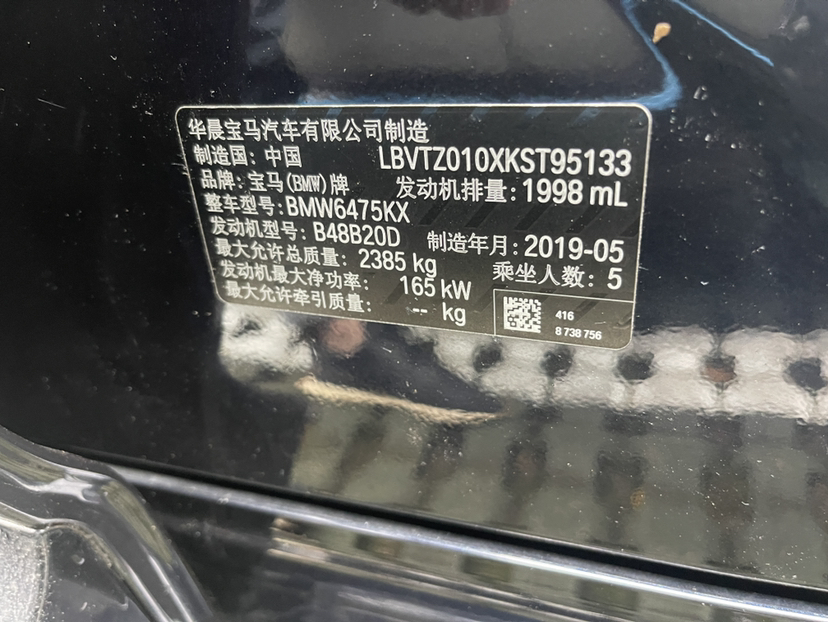 华晨宝马汽车有限公司制造
制造国：中国 LBVTZ010XKST95133
品牌：宝马(BMW)牌 发动机排量：1998 mL
整车型号：BMW6475KX
发动机型号：B48B20D 制造年月：2019-05
最大允许总质量：2385 kg 乘坐人数：5
发动机最大净功率：165 kW
最大允许牵引质量：-- kg
416
8 738 756